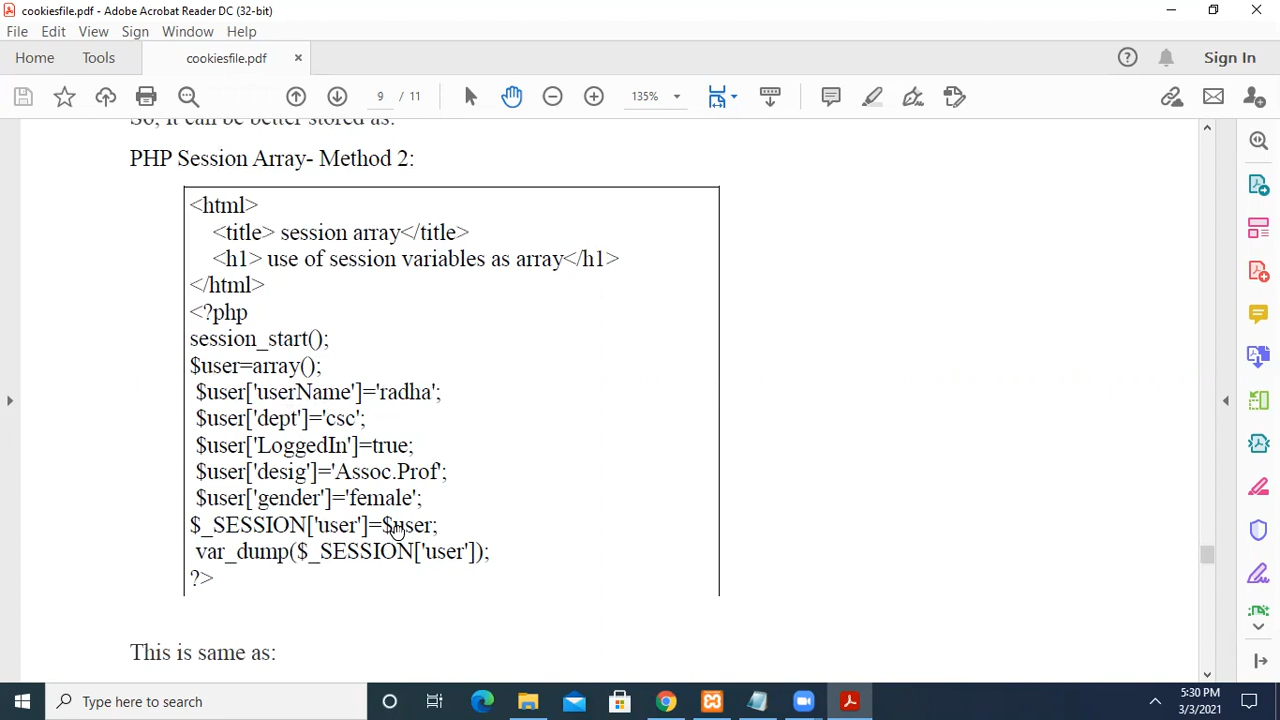 cookiesfile.pdf - Adobe Acrobat Reader DC (32-bit)
File Edit View Sign Window Help
Home Tools cookiesfile.pdf × Sign In
9 / 11 135%
So, it can be better stored as:
PHP Session Array- Method 2:
<html>
<title> session array</title>
<h1> use of session variables as array</h1>
</html>
<?php
session_start();
$user=array();
$user['userName']='radha';
$user['dept']='csc';
$user['LoggedIn']=true;
$user['desig']='Assoc.Prof';
$user['gender']='female';
$_SESSION['user']=$user;
var_dump($_SESSION['user']);
?>
This is same as:
Type here to search
5:30 PM
3/3/2021